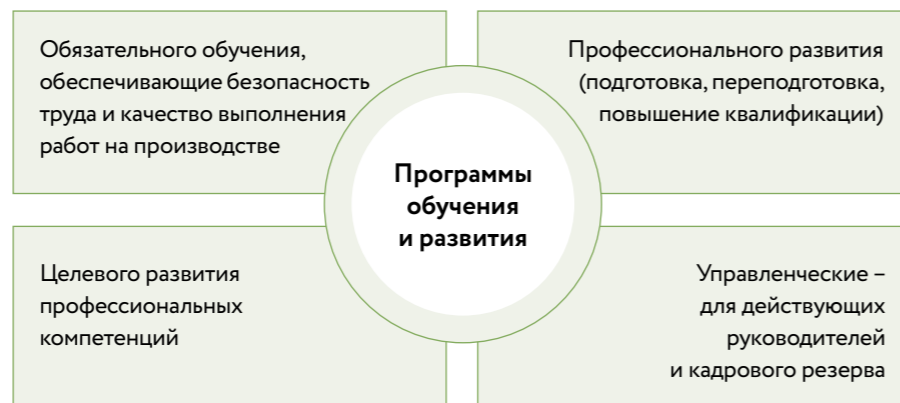 Обязательного обучения,
обеспечивающие безопасность
труда и качество выполнения
работ на производстве
Профессионального развития
(подготовка, переподготовка,
повышение квалификации)
Программы
обучения
и развития
Целевого развития
профессиональных
компетенций
Управленческие –
для действующих
руководителей
и кадрового резерва